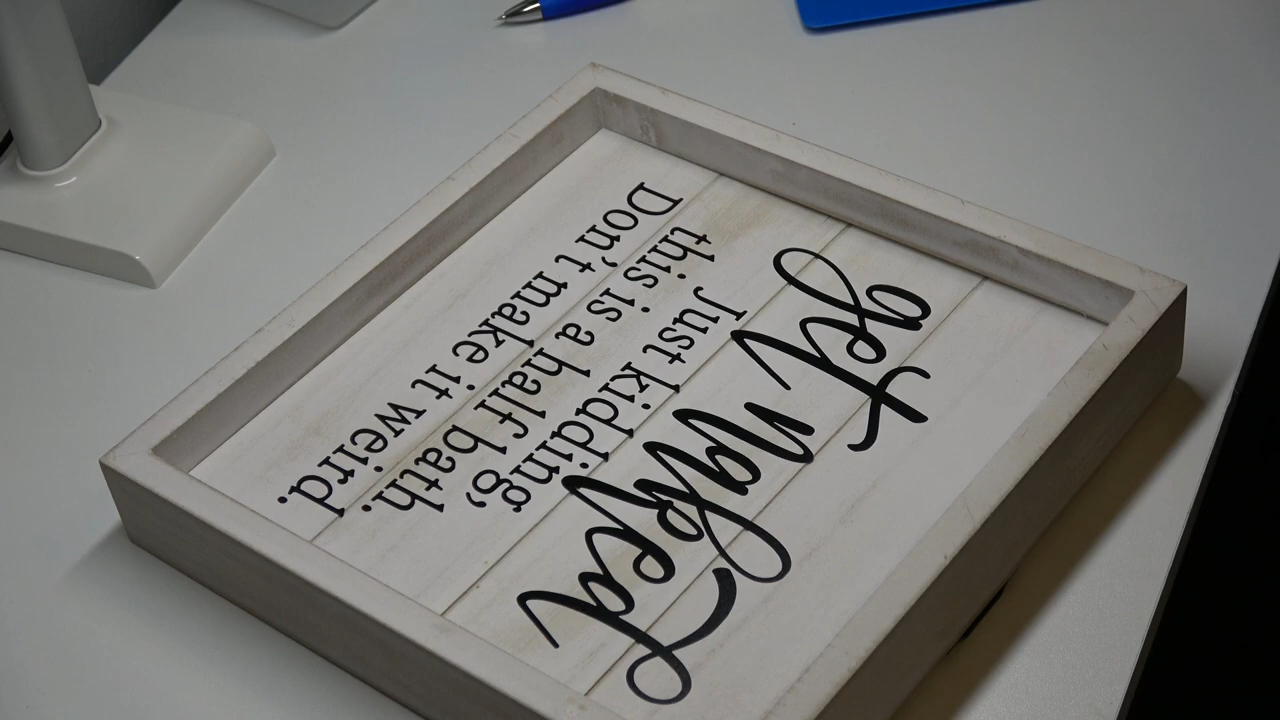 get naked
Just kidding,
this is a half bath.
Don't make it weird.